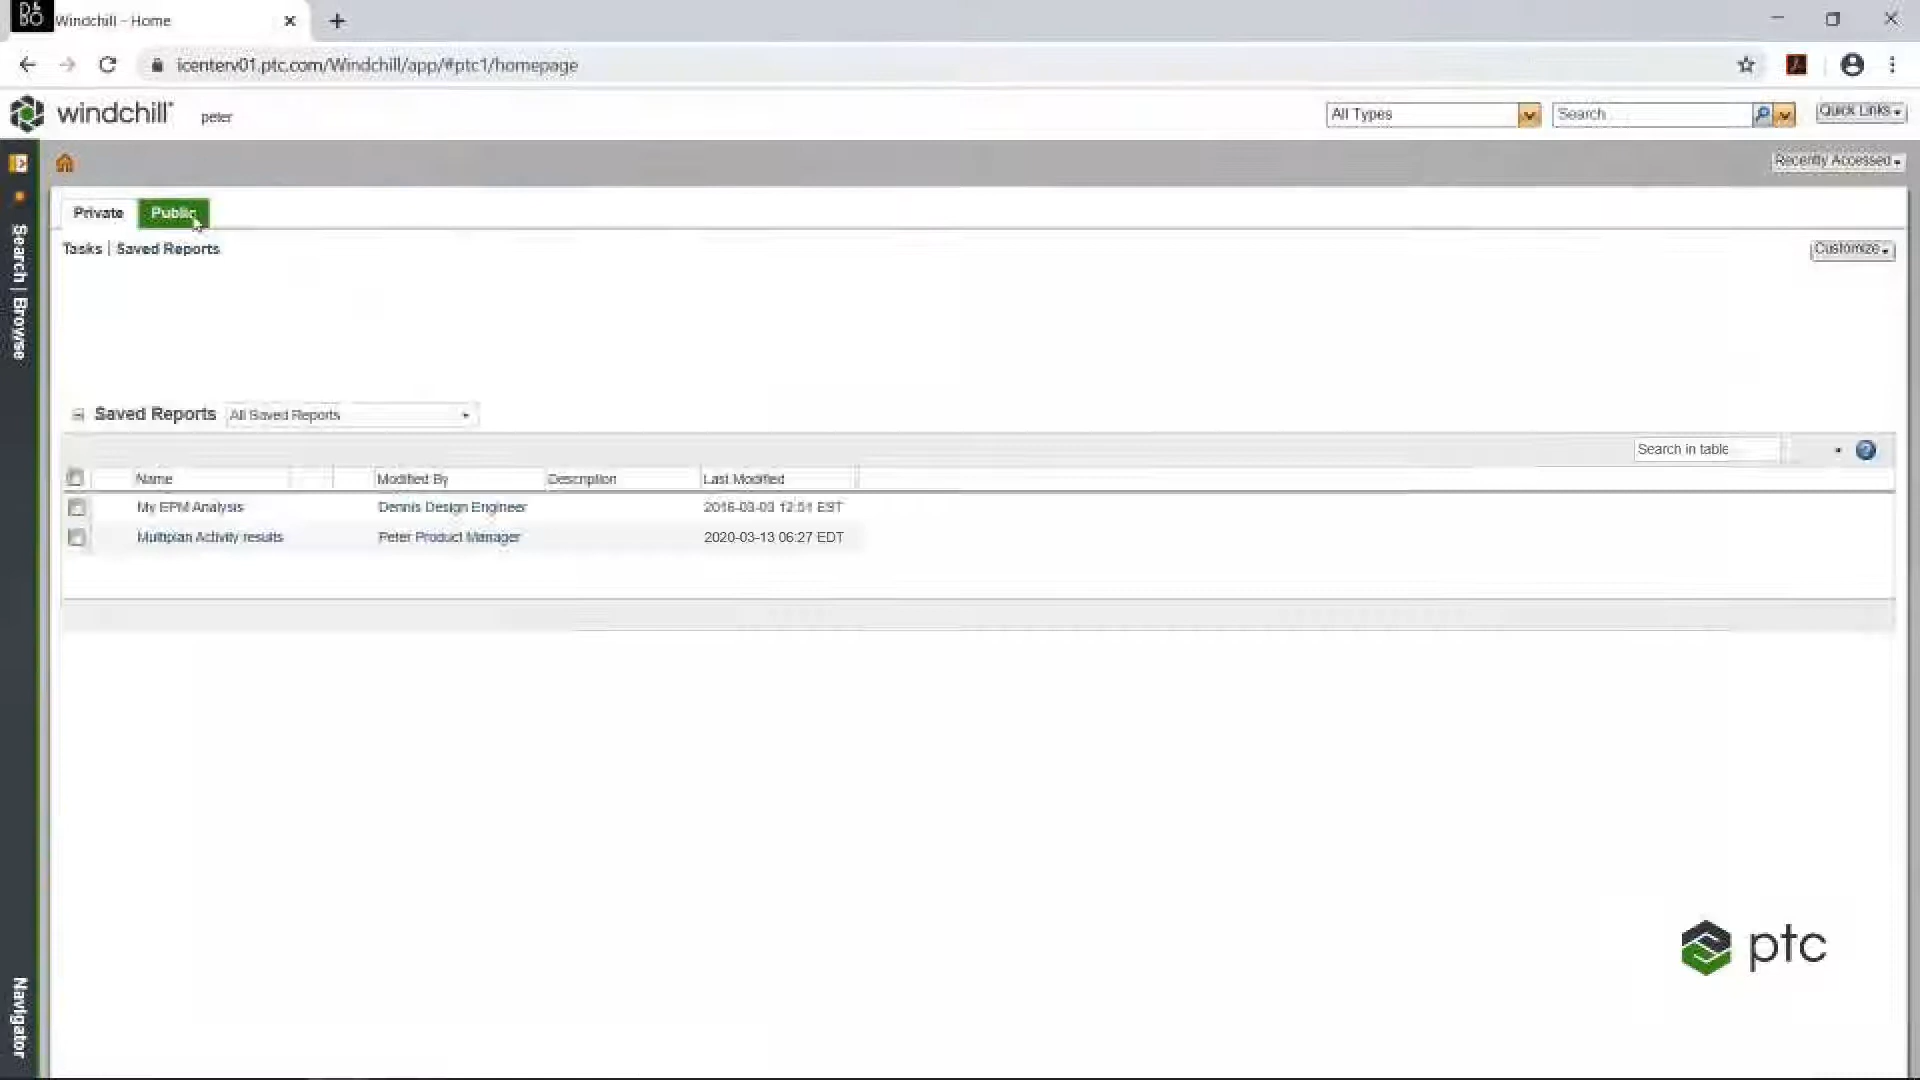 Windchill - Home
icenterv01.ptc.com/Windchill/app/#ptc1/homepage
windchill® peter All Types Search Quick Links
Recently Accessed
Private Public
Tasks | Saved Reports Customize
Search | Browse
Saved Reports All Saved Reports
Search in table
Name Modified By Description Last Modified
My EPM Analysis Dennis Design Engineer 2016-03-03 12:51 EST
Multiplan Activity results Peter Product Manager 2020-03-13 06:27 EDT
ptc
Navigator